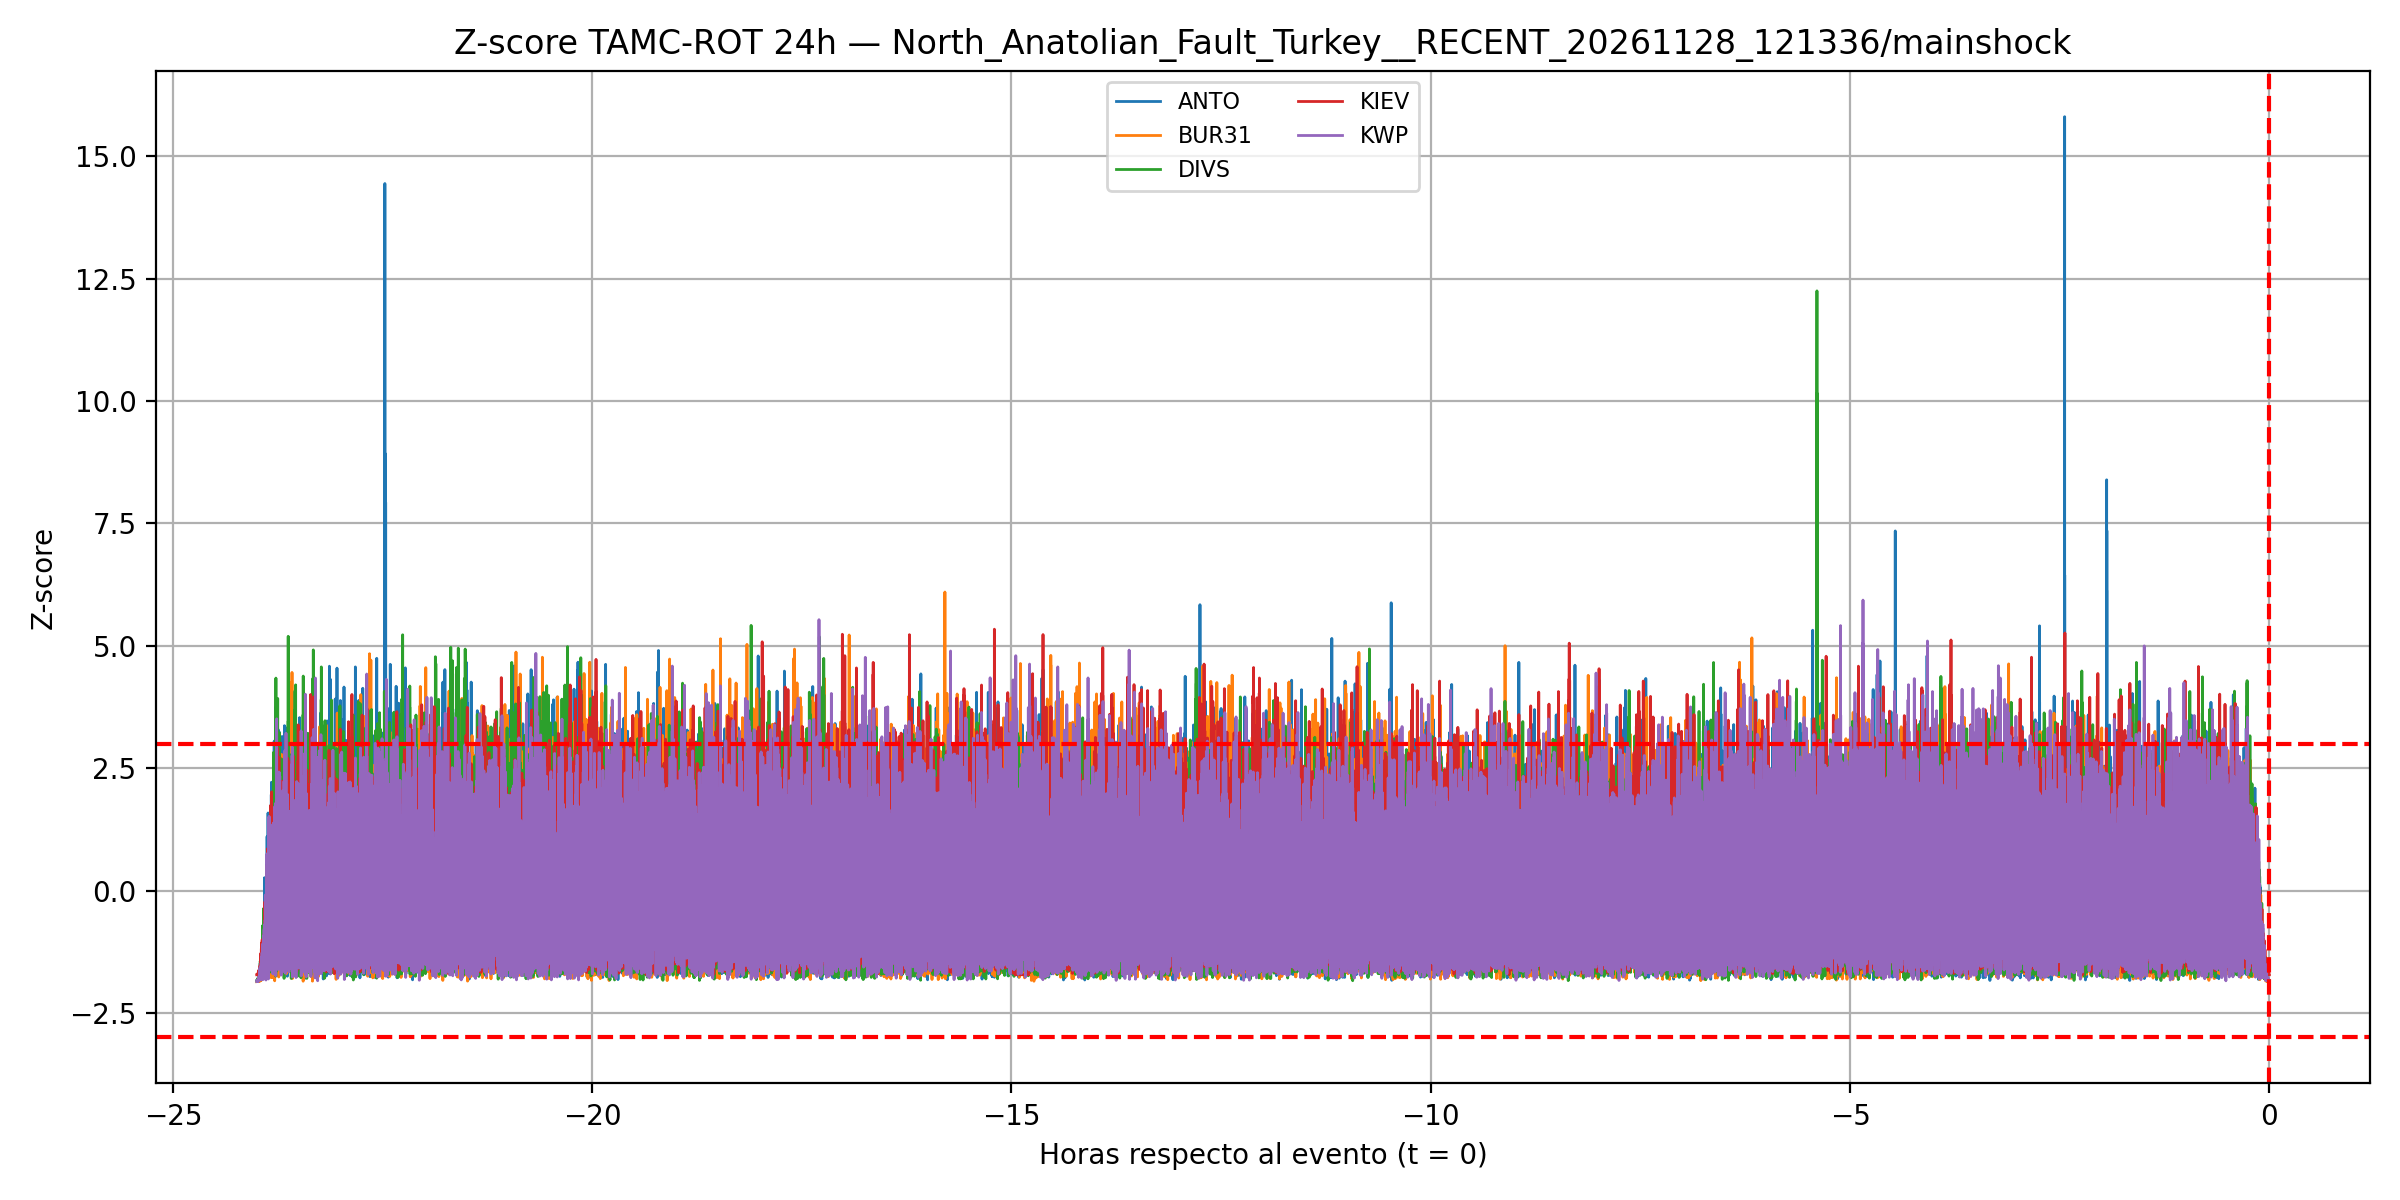 Z-score TAMC-ROT 24h — North_Anatolian_Fault_Turkey__RECENT_20261128_121336/mainshock
ANTO
BUR31
DIVS
KIEV
KWP
15.0
12.5
10.0
7.5
5.0
2.5
0.0
−2.5
Z-score
−25
−20
−15
−10
−5
0
Horas respecto al evento (t = 0)